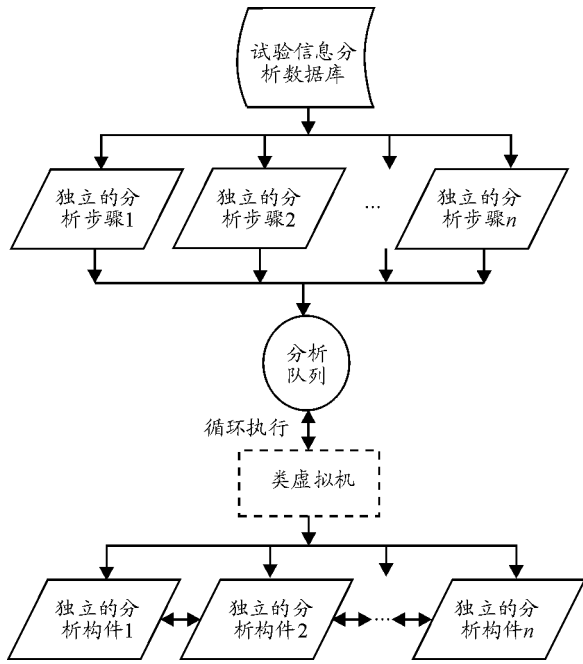 试验信息分
析数据库
独立的分
析步骤1
独立的分
析步骤2
…
独立的分
析步骤n
分析
队列
循环执行
类虚拟机
独立的分
析构件1
独立的分
析构件2
…
独立的分
析构件n